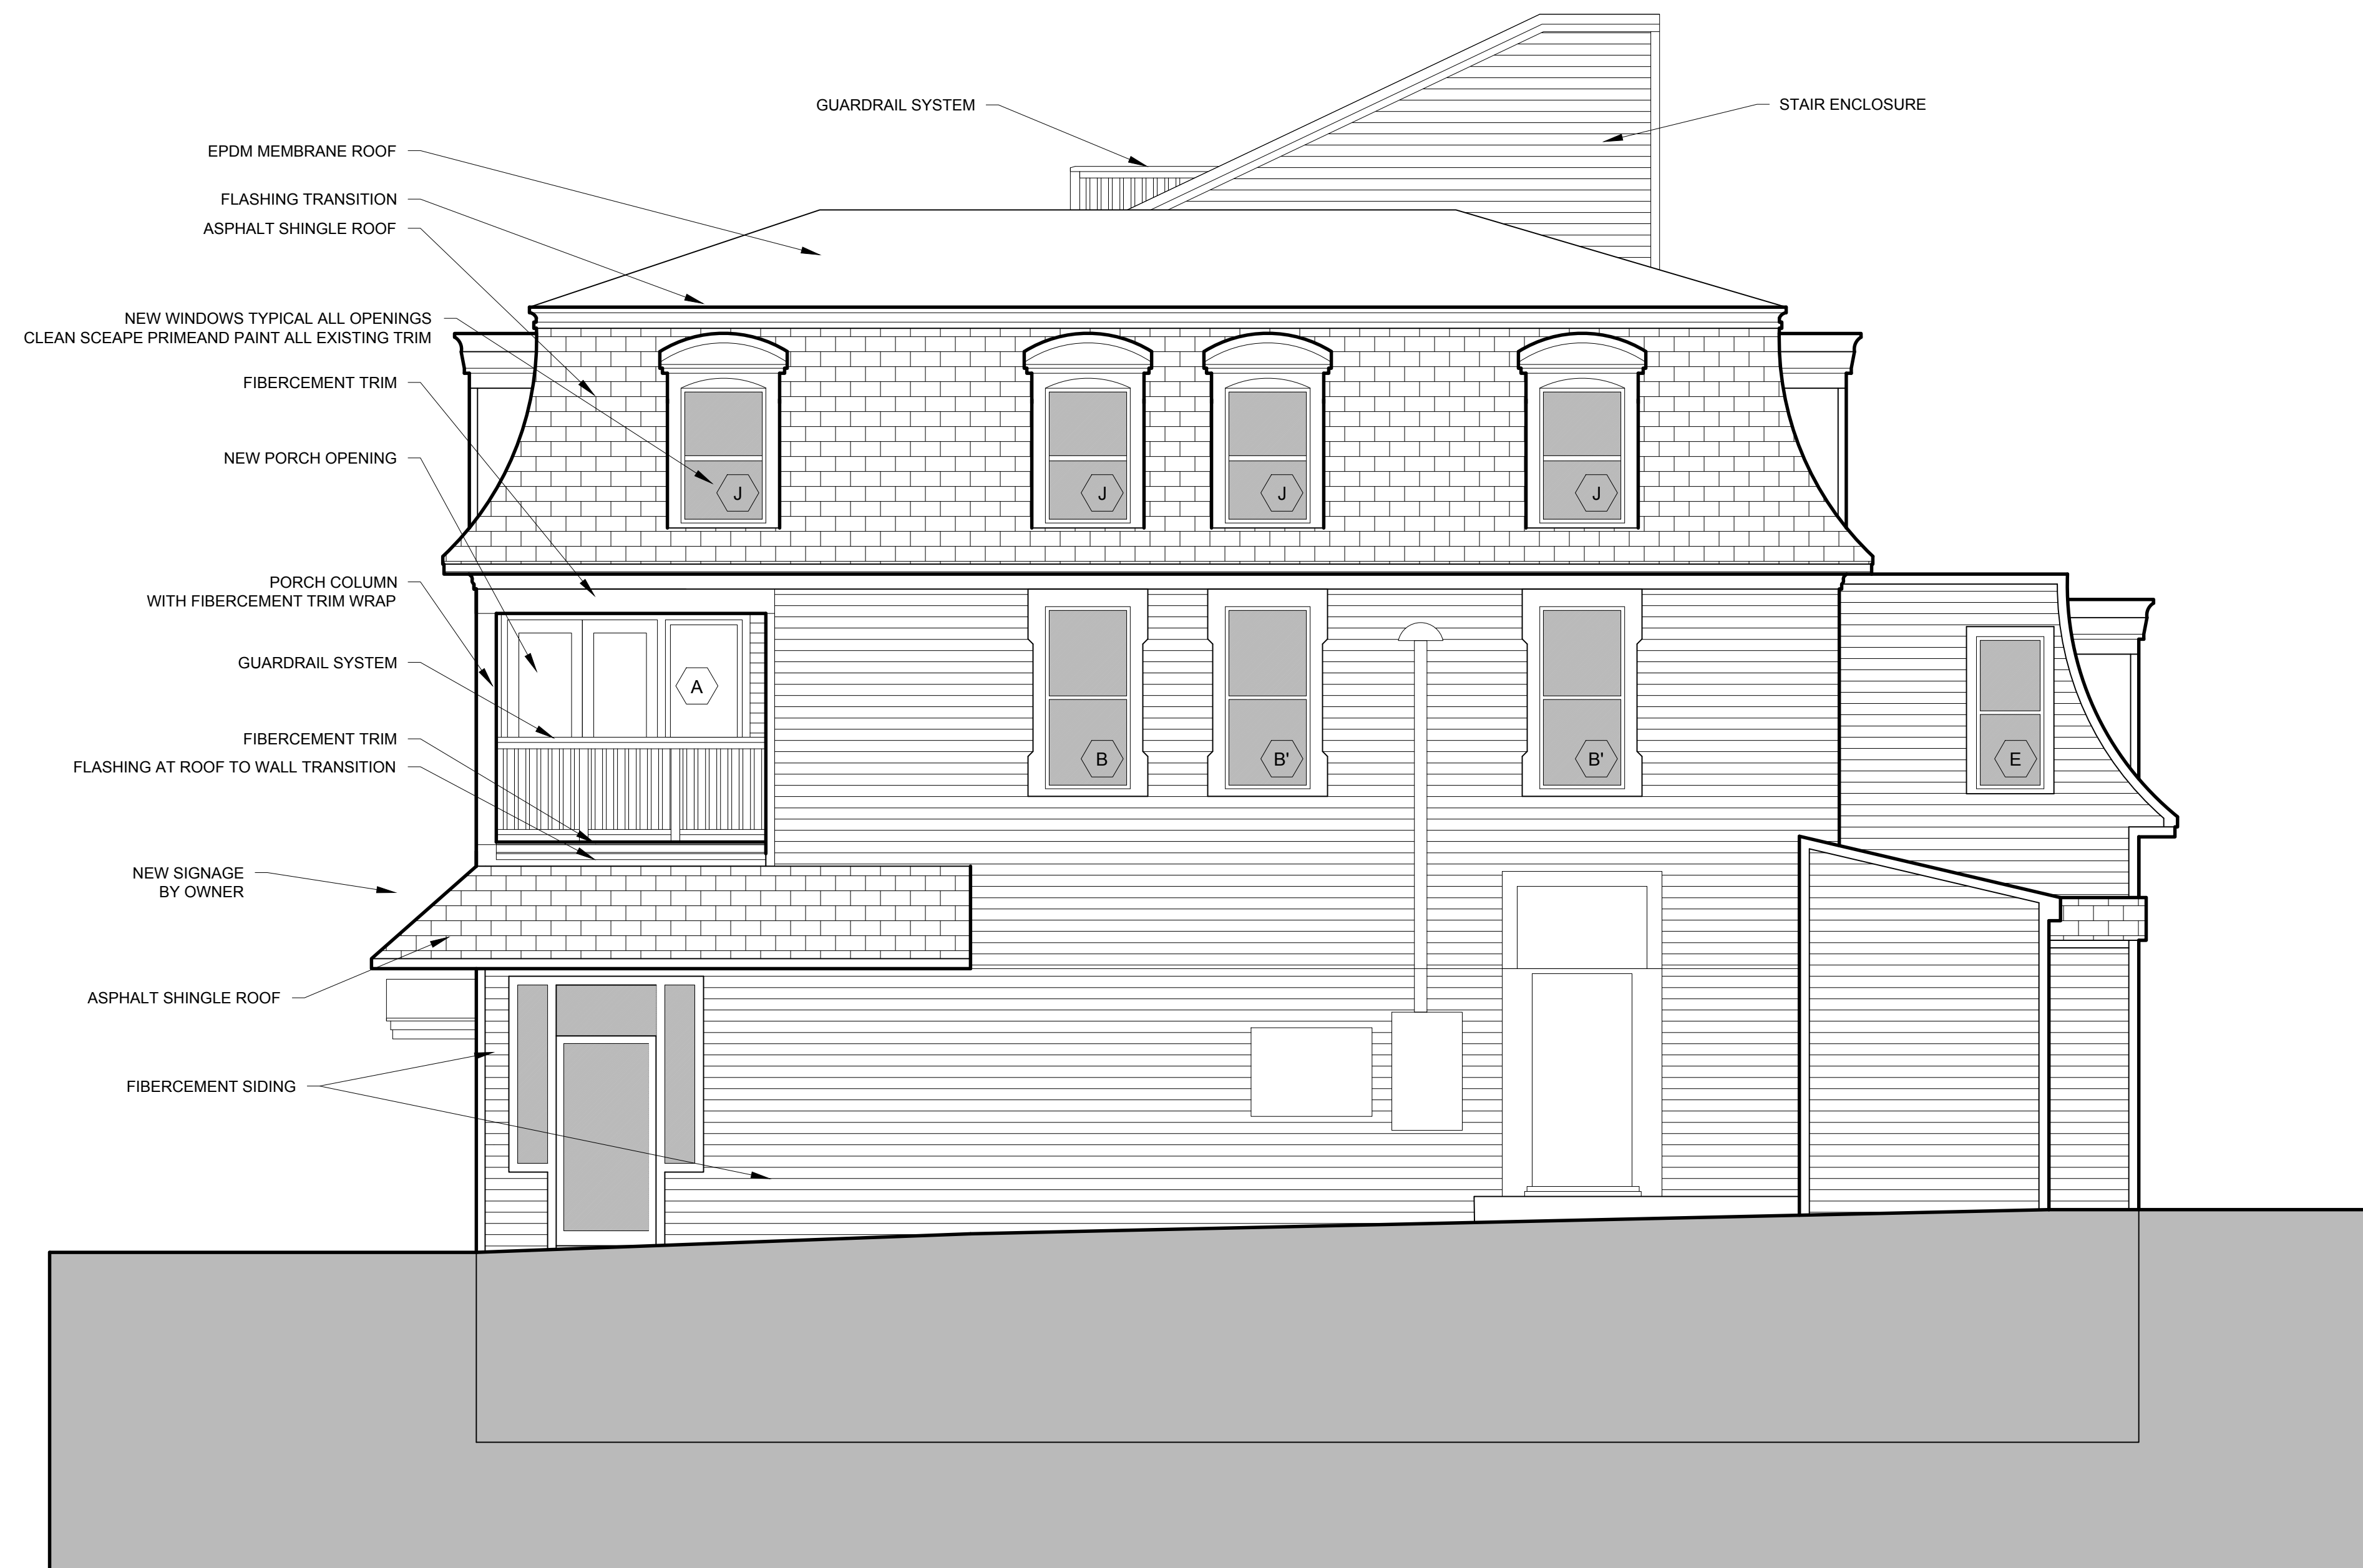 GUARDRAIL SYSTEM
STAIR ENCLOSURE
EPDM MEMBRANE ROOF
FLASHING TRANSITION
ASPHALT SHINGLE ROOF
NEW WINDOWS TYPICAL ALL OPENINGS
CLEAN SCEAPE PRIMEAND PAINT ALL EXISTING TRIM
FIBERCEMENT TRIM
NEW PORCH OPENING
J
J
J
J
PORCH COLUMN
WITH FIBERCEMENT TRIM WRAP
GUARDRAIL SYSTEM
A
FIBERCEMENT TRIM
B
B'
B'
E
FLASHING AT ROOF TO WALL TRANSITION
NEW SIGNAGE
BY OWNER
ASPHALT SHINGLE ROOF
FIBERCEMENT SIDING